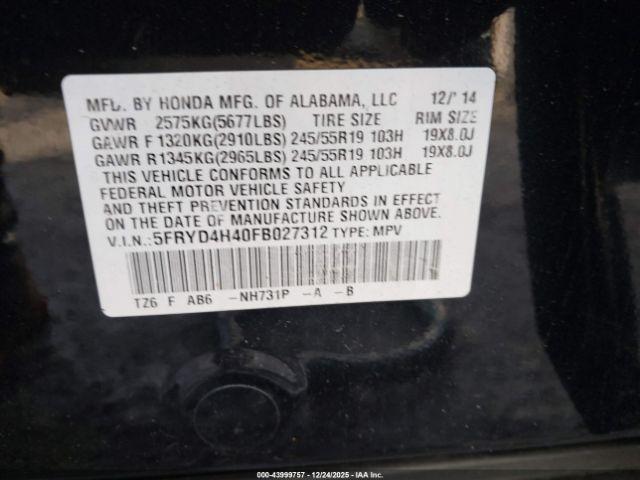 MFD. BY HONDA MFG. OF ALABAMA, LLC 12/'14
GVWR 2575KG(5677LBS) TIRE SIZE RIM SIZE
GAWR F 1320KG(2910LBS) 245/55R19 103H 19X8.0J
GAWR R 1345KG(2965LBS) 245/55R19 103H 19X8.0J
THIS VEHICLE CONFORMS TO ALL APPLICABLE
FEDERAL MOTOR VEHICLE SAFETY
AND THEFT PREVENTION STANDARDS IN EFFECT
ON THE DATE OF MANUFACTURE SHOWN ABOVE.
V.I.N.:5FRYD4H40FB027312 TYPE: MPV
TZ6 F AB6 -NH731P -A -B
© 43999757 - 12/24/2025 - IAA Inc.